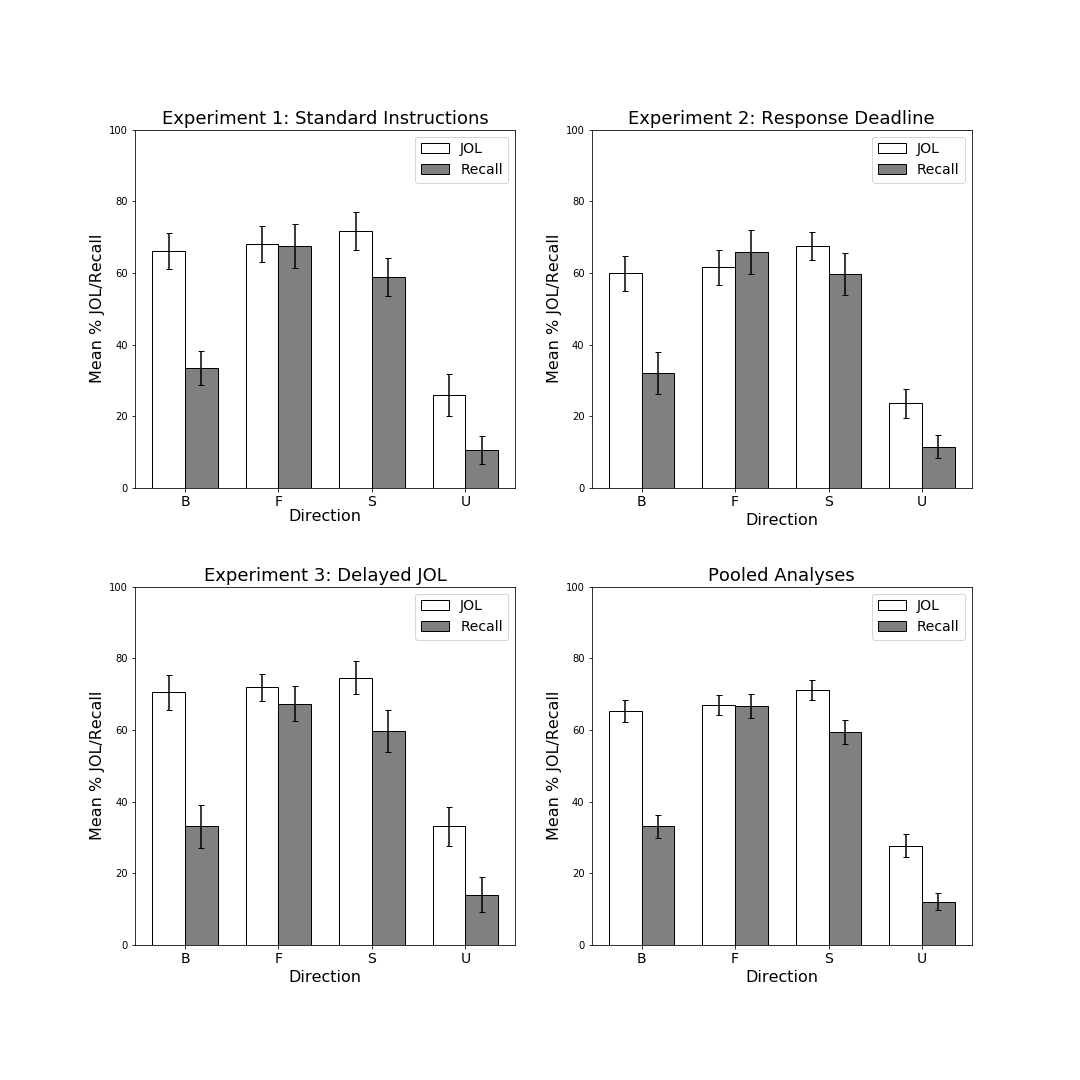 Experiment 1: Standard Instructions
Mean % JOL/Recall
100
80
60
40
20
0
JOL
Recall
B F S U
Direction
Experiment 2: Response Deadline
Mean % JOL/Recall
100
80
60
40
20
0
JOL
Recall
B F S U
Direction
Experiment 3: Delayed JOL
Mean % JOL/Recall
100
80
60
40
20
0
JOL
Recall
B F S U
Direction
Pooled Analyses
Mean % JOL/Recall
100
80
60
40
20
0
JOL
Recall
B F S U
Direction